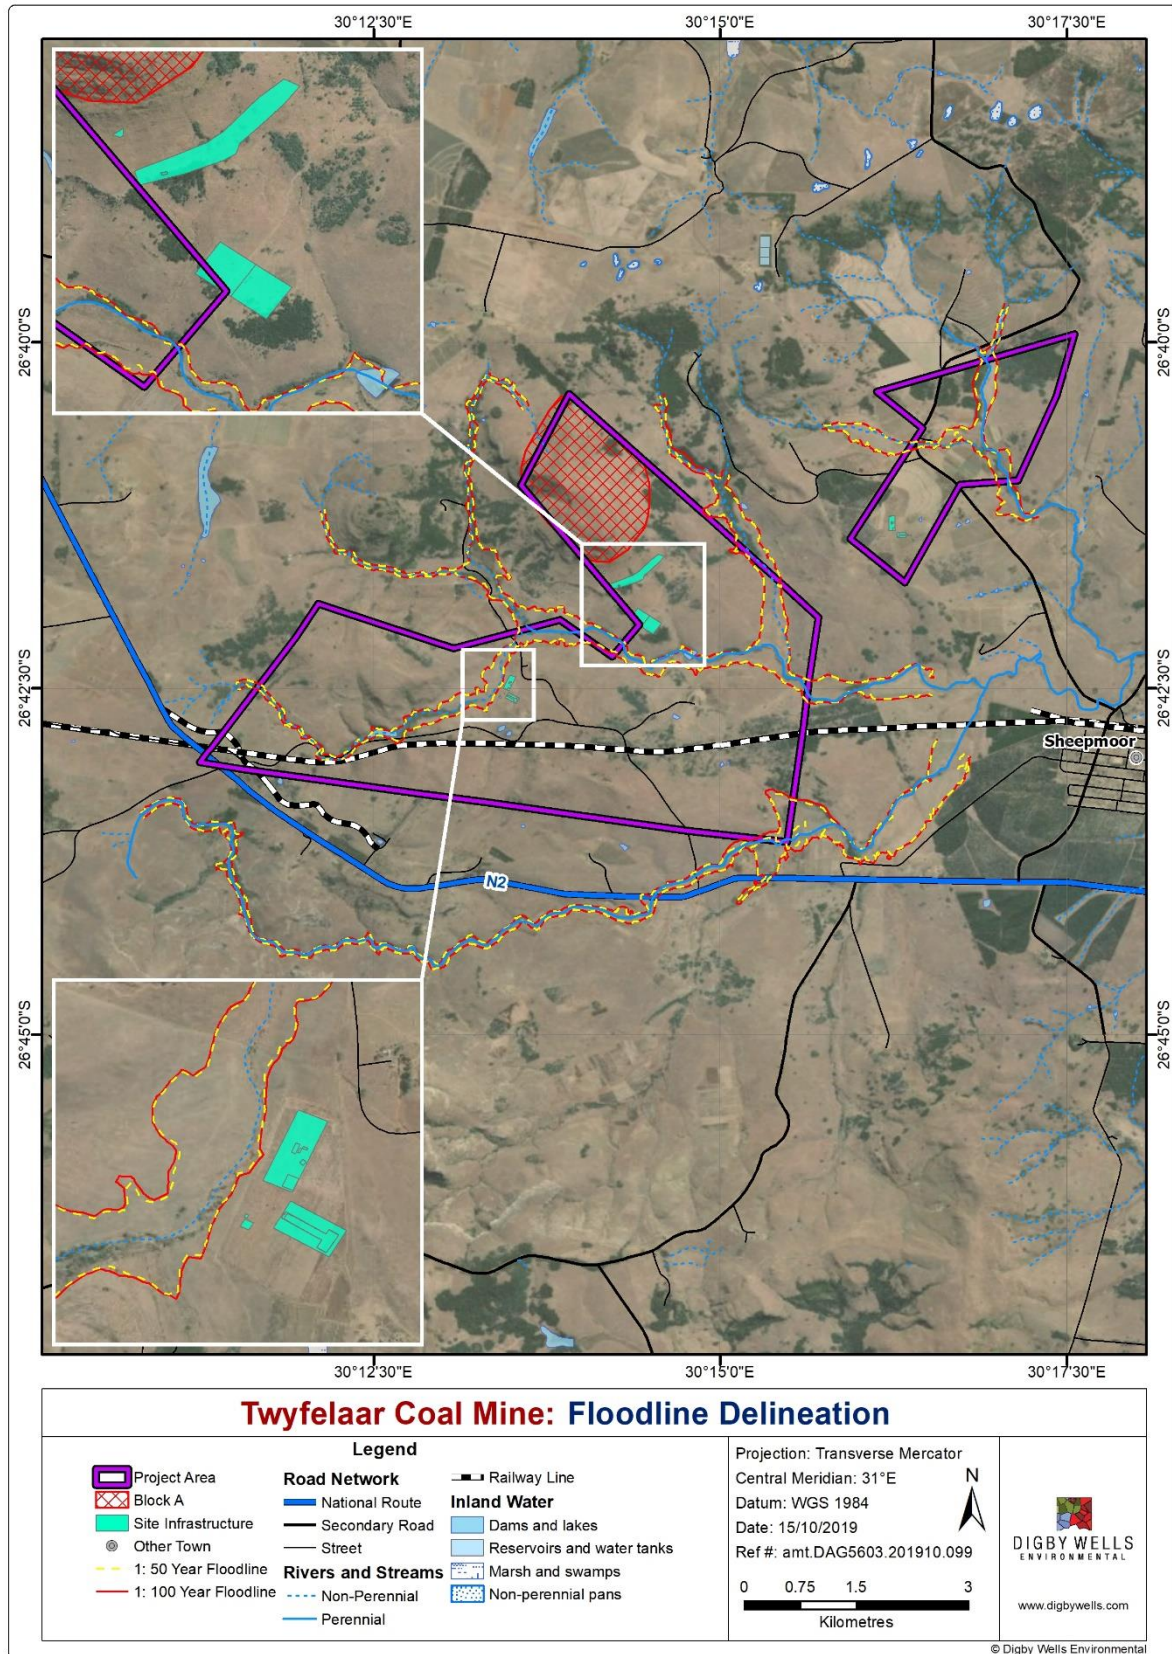 30°12'30"E
30°15'0"E
30°17'30"E
26°40'0"S
26°40'0"S
26°42'30"S
26°42'30"S
Sheepmoor
N2
26°45'0"S
26°45'0"S
30°12'30"E
30°15'0"E
30°17'30"E
Twyfelaar Coal Mine: Floodline Delineation
Legend
Project Area
Block A
Site Infrastructure
Other Town
1: 50 Year Floodline
1: 100 Year Floodline
Road Network
National Route
Secondary Road
Street
Rivers and Streams
Non-Perennial
Perennial
Railway Line
Inland Water
Dams and lakes
Reservoirs and water tanks
Marsh and swamps
Non-perennial pans
Projection: Transverse Mercator
Central Meridian: 31°E
Datum: WGS 1984
Date: 15/10/2019
Ref #: amt.DAG5603.201910.099
N
0 0.75 1.5 3
Kilometres
DIGBY WELLS
ENVIRONMENTAL
www.digbywells.com
© Digby Wells Environmental